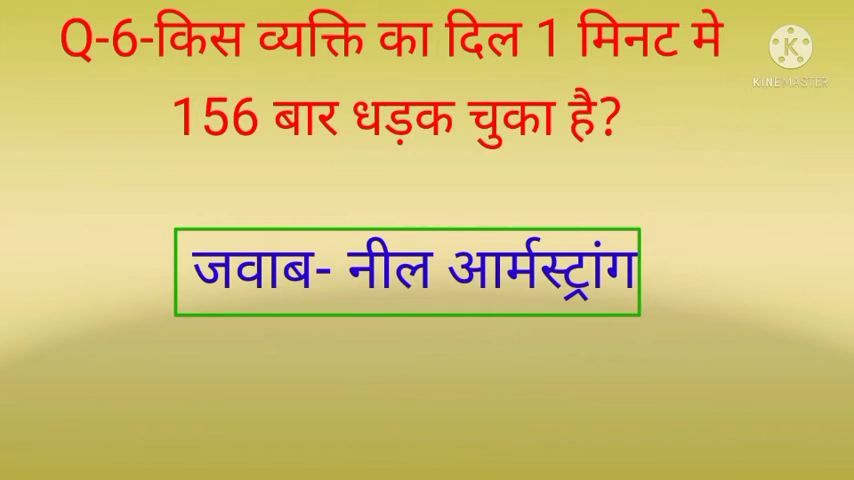 Q-6-किस व्यक्ति का दिल 1 मिनट मे
156 बार धड़क चुका है?
K
KINEMASTER
जवाब- नील आर्मस्ट्रांग